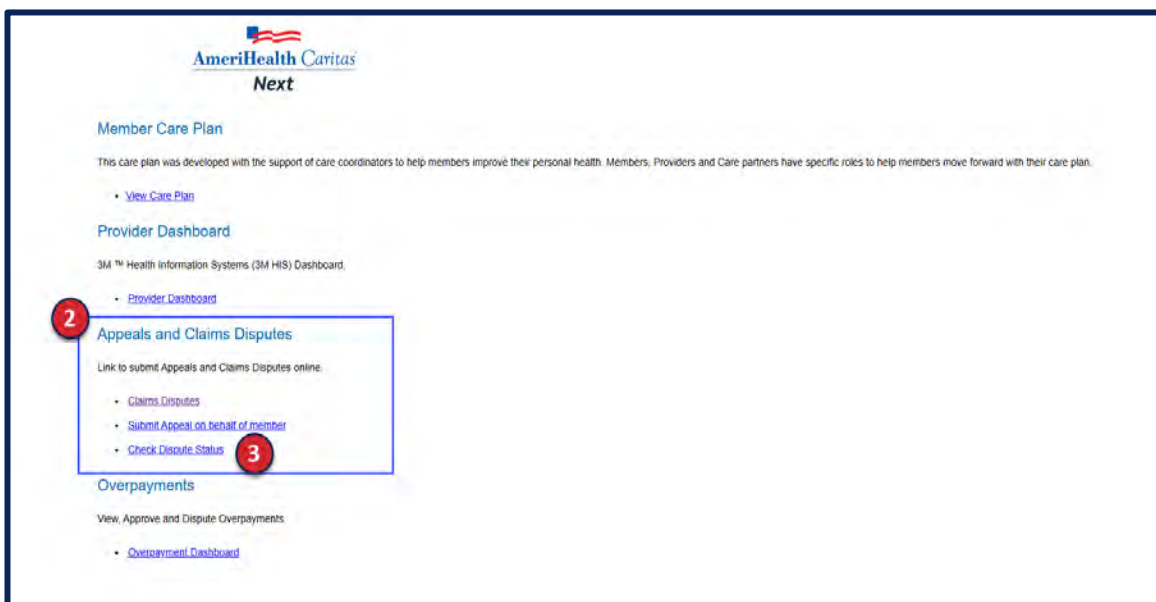 AmeriHealth Caritas
Next
Member Care Plan
This care plan was developed with the support of care coordinators to help members improve their personal health. Members, Providers and Care partners have specific roles to help members move forward with their care plan.
• View Care Plan
Provider Dashboard
3M ™ Health Information Systems (3M HIS) Dashboard.
• Provider Dashboard
2
Appeals and Claims Disputes
Link to submit Appeals and Claims Disputes online.
• Claims Disputes
• Submit Appeal on behalf of member
• Check Dispute Status 3
Overpayments
View, Approve and Dispute Overpayments
• Overpayment Dashboard